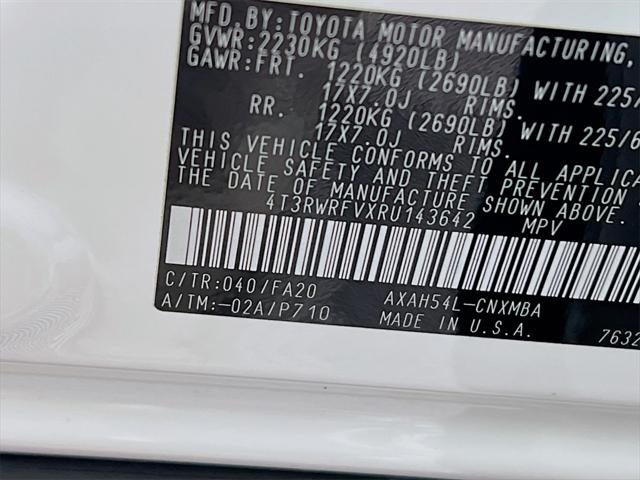 MFD.BY:TOYOTA MOTOR MANUFACTURING,
GVWR:2230KG (4920LB)
GAWR:FRT. 1220KG (2690LB) WITH 225/
17X7.0J RIMS.
RR. 1220KG (2690LB) WITH 225/6
17X7.0J RIMS.
THIS VEHICLE CONFORMS TO ALL APPLICA
VEHICLE SAFETY AND THEFT PREVENTION
THE DATE OF MANUFACTURE SHOWN ABOVE.
4T3RWRFVXRU143642 MPV
C/TR:040/FA20 AXAH54L-CNXMBA
A/TM:-02A/P710 MADE IN U.S.A.
7632